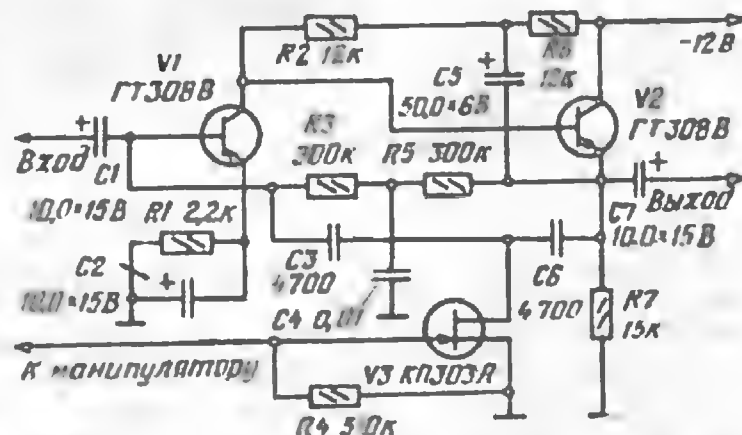 V1
ГТ308В
R2 12к
R6
12к
-12В
C5
50,0×6В
V2
ГТ308В
Вход
C1
10,0×15В
R3
300к
R5 300к
R1 2,2к
C2
10,0×15В
C3
4700
C4 0,01
C6
4700
C7
10,0×15В
Выход
R7
15к
К манипулятору
V3 КП303А
R4